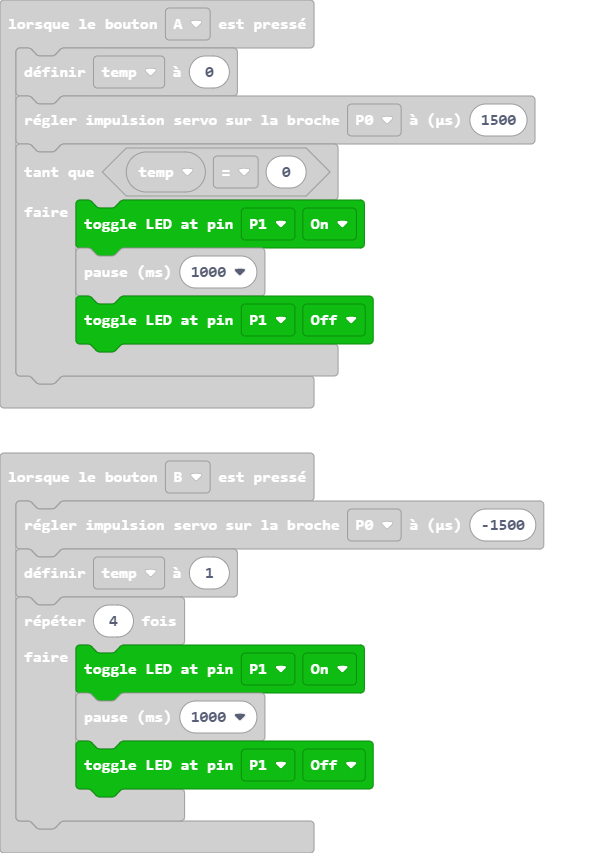 lorsque le bouton A est pressé
définir temp à 0
régler impulsion servo sur la broche P0 à (µs) 1500
tant que temp = 0
faire
toggle LED at pin P1 On
pause (ms) 1000
toggle LED at pin P1 Off
lorsque le bouton B est pressé
régler impulsion servo sur la broche P0 à (µs) -1500
définir temp à 1
répéter 4 fois
faire
toggle LED at pin P1 On
pause (ms) 1000
toggle LED at pin P1 Off